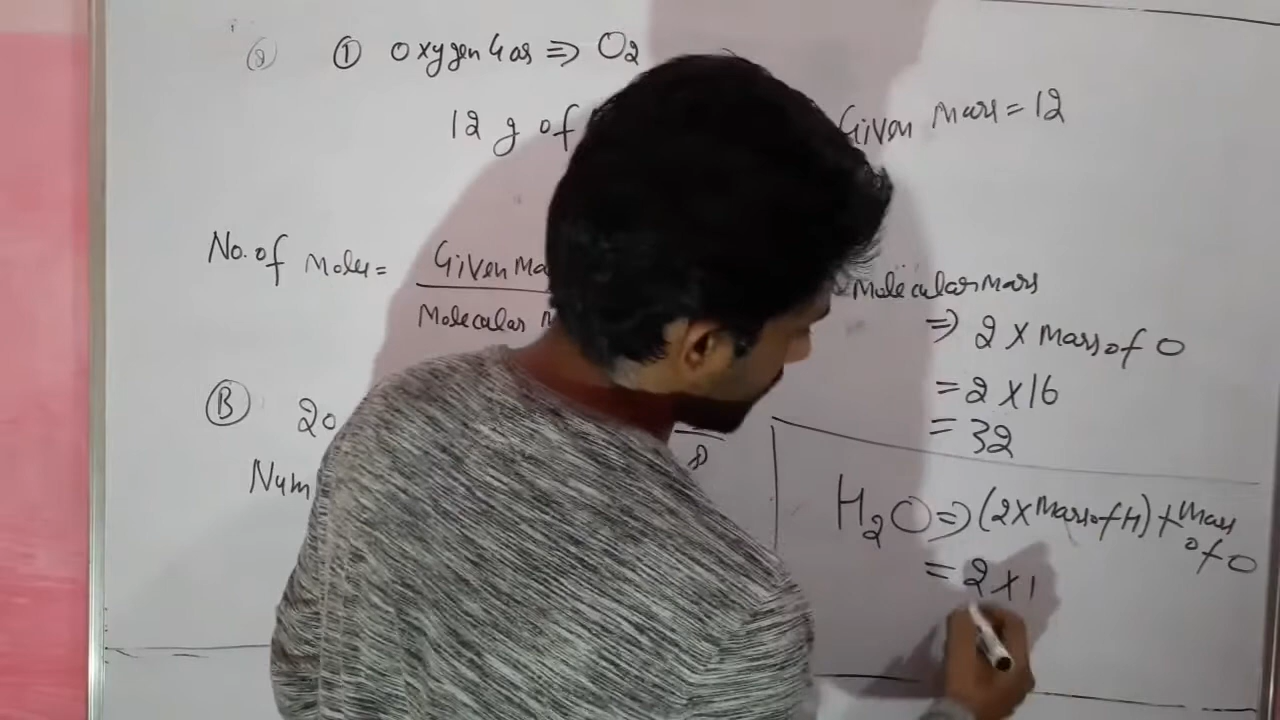 ① Oxygen Gas ⇒ O₂
12 g of
Given Mass = 12
No. of Moles =
Given Ma
Molecular M
Molecular Mass
⇒ 2 × Mass of O
= 2 × 16
= 32
Ⓑ 20
Num
H₂O ⇒ (2×Mass of H) + Mass of O
= 2 × 1